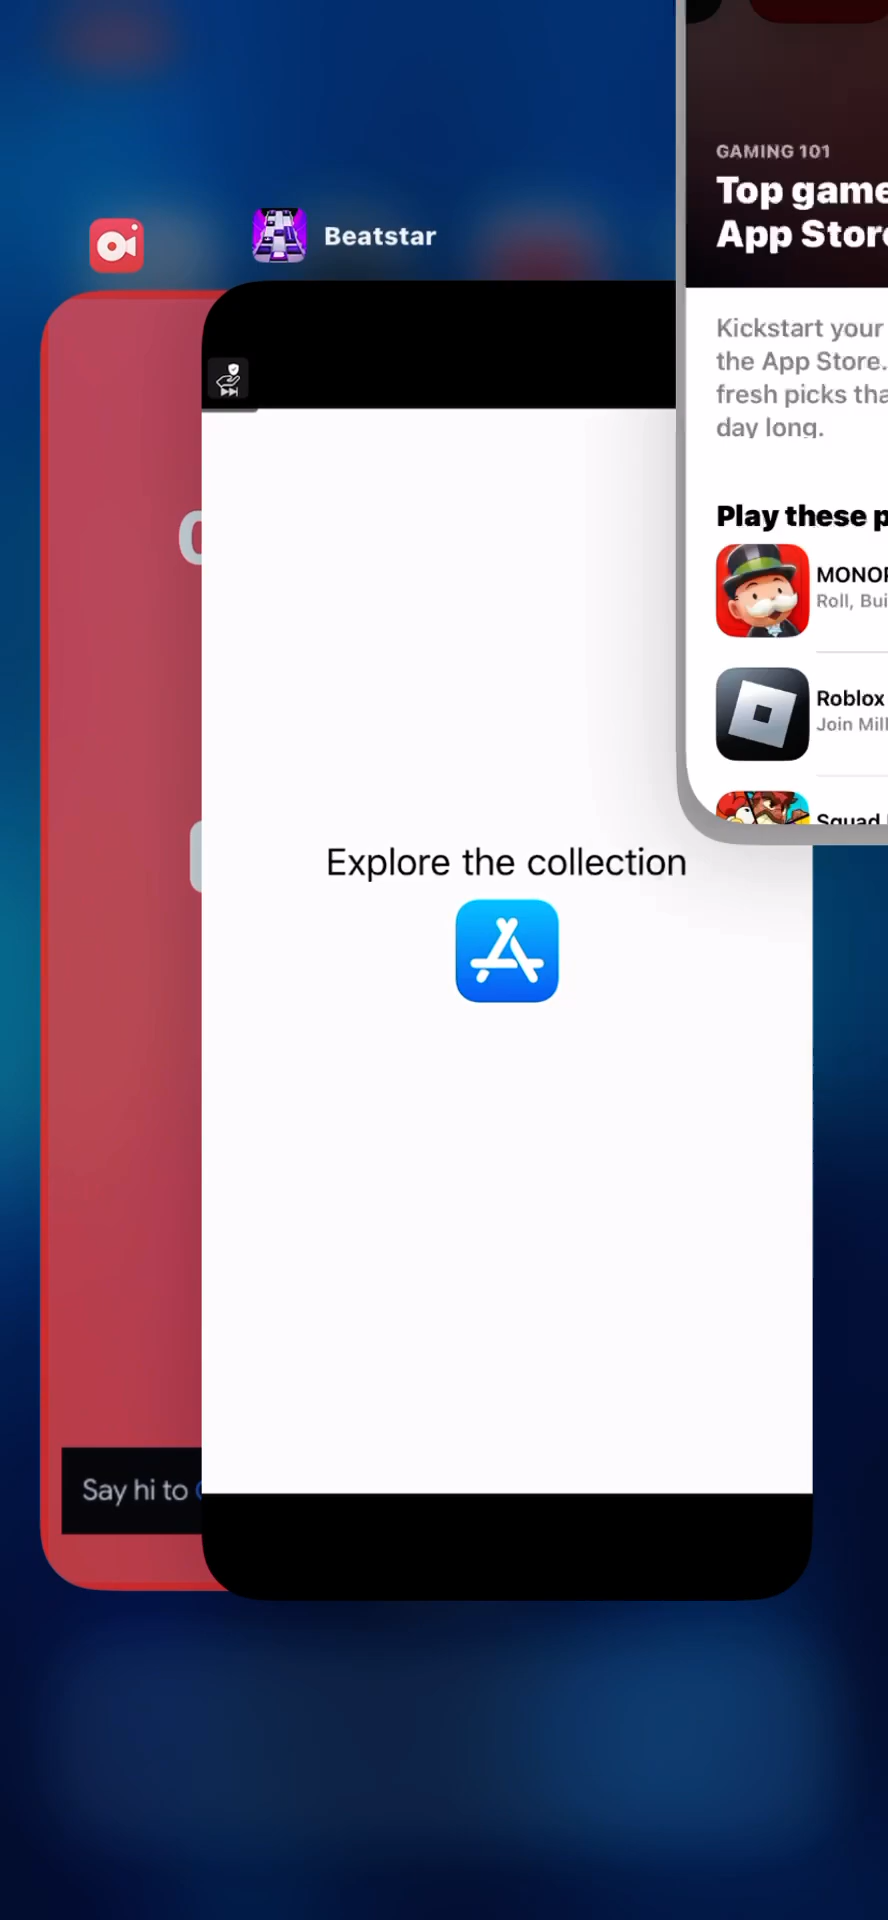 Beatstar
Explore the collection
Say hi to
GAMING 101
Top game
App Store
Kickstart your
the App Store.
fresh picks tha
day long.
Play these p
MONOP
Roll, Bui
Roblox
Join Mill
Squad